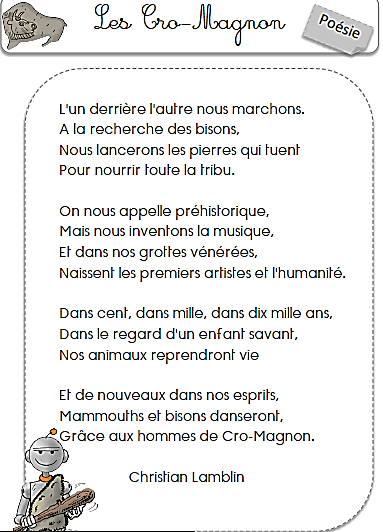 Les Cro-Magnon
Poésie
L'un derrière l'autre nous marchons.
A la recherche des bisons,
Nous lancerons les pierres qui tuent
Pour nourrir toute la tribu.
On nous appelle préhistorique,
Mais nous inventons la musique,
Et dans nos grottes vénérées,
Naissent les premiers artistes et l'humanité.
Dans cent, dans mille, dans dix mille ans,
Dans le regard d'un enfant savant,
Nos animaux reprendront vie
Et de nouveaux dans nos esprits,
Mammouths et bisons danseront,
Grâce aux hommes de Cro-Magnon.
Christian Lamblin